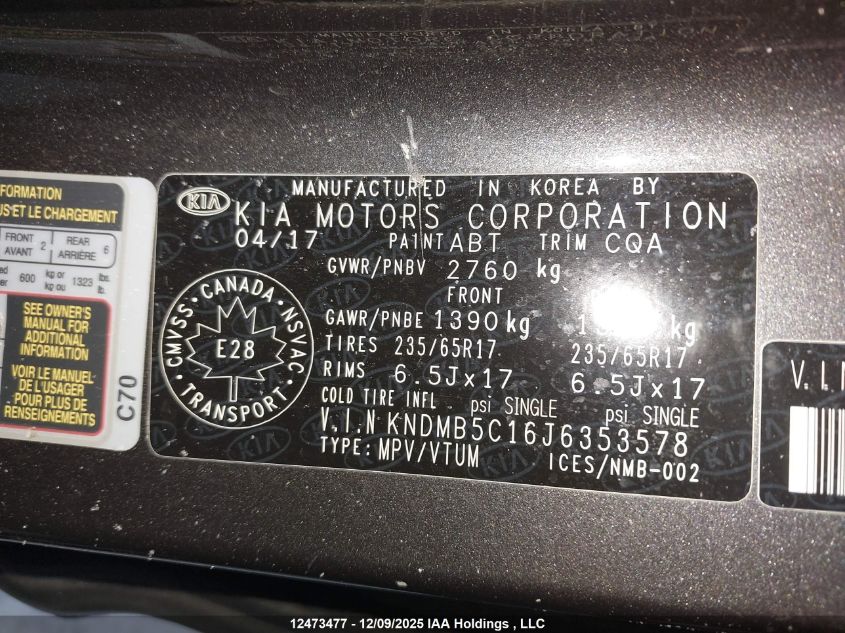 FORMATION
US ET LE CHARGEMENT
FRONT AVANT 2 REAR ARRIÈRE 6
600 kg or kg ou 1323 lbs. lb.
SEE OWNER'S
MANUAL FOR
ADDITIONAL
INFORMATION
VOIR LE MANUEL
DE L'USAGER
POUR PLUS DE
RENSEIGNEMENTS
C70
MANUFACTURED IN KOREA BY
KIA KIA MOTORS CORPORATION
04/17 PAINT ABT TRIM CQA
GVWR/PNBV 2760 kg
FRONT
GAWR/PNBE 1390 kg kg
TIRES 235/65R17 235/65R17
RIMS 6.5Jx17 6.5Jx17
COLD TIRE INFL psi SINGLE psi SINGLE
V.I.N KNDMB5C16J6353578
TYPE: MPV/VTUM ICES/NMB-002
CANADA
CMVSS · NSVAC
E28
TRANSPORT
V.I.N
12473477 - 12/09/2025 IAA Holdings , LLC